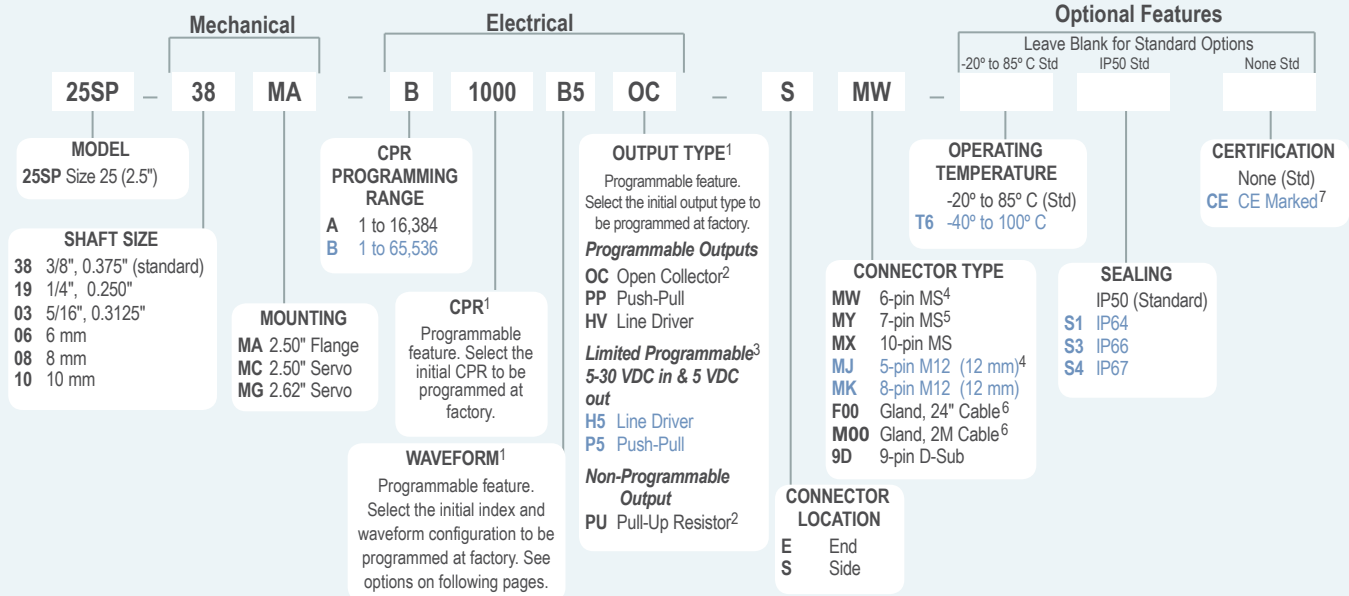 Mechanical
Electrical
Optional Features
Leave Blank for Standard Options
-20º to 85º C Std IP50 Std None Std
25SP – 38 MA – B 1000 B5 OC – S MW –
MODEL
25SP Size 25 (2.5")
SHAFT SIZE
38 3/8", 0.375" (standard)
19 1/4", 0.250"
03 5/16", 0.3125"
06 6 mm
08 8 mm
10 10 mm
MOUNTING
MA 2.50" Flange
MC 2.50" Servo
MG 2.62" Servo
CPR
PROGRAMMING
RANGE
A 1 to 16,384
B 1 to 65,536
CPR1
Programmable
feature. Select the
initial CPR to be
programmed at
factory.
WAVEFORM1
Programmable feature.
Select the initial index and
waveform configuration to be
programmed at factory. See
options on following pages.
OUTPUT TYPE1
Programmable feature.
Select the initial output type to
be programmed at factory.
Programmable Outputs
OC Open Collector2
PP Push-Pull
HV Line Driver
Limited Programmable3
5-30 VDC in & 5 VDC
out
H5 Line Driver
P5 Push-Pull
Non-Programmable
Output
PU Pull-Up Resistor2
CONNECTOR
LOCATION
E End
S Side
CONNECTOR TYPE
MW 6-pin MS4
MY 7-pin MS5
MX 10-pin MS
MJ 5-pin M12 (12 mm)4
MK 8-pin M12 (12 mm)
F00 Gland, 24" Cable6
M00 Gland, 2M Cable6
9D 9-pin D-Sub
OPERATING
TEMPERATURE
-20º to 85º C (Std)
T6 -40º to 100º C
SEALING
IP50 (Standard)
S1 IP64
S3 IP66
S4 IP67
CERTIFICATION
None (Std)
CE CE Marked7